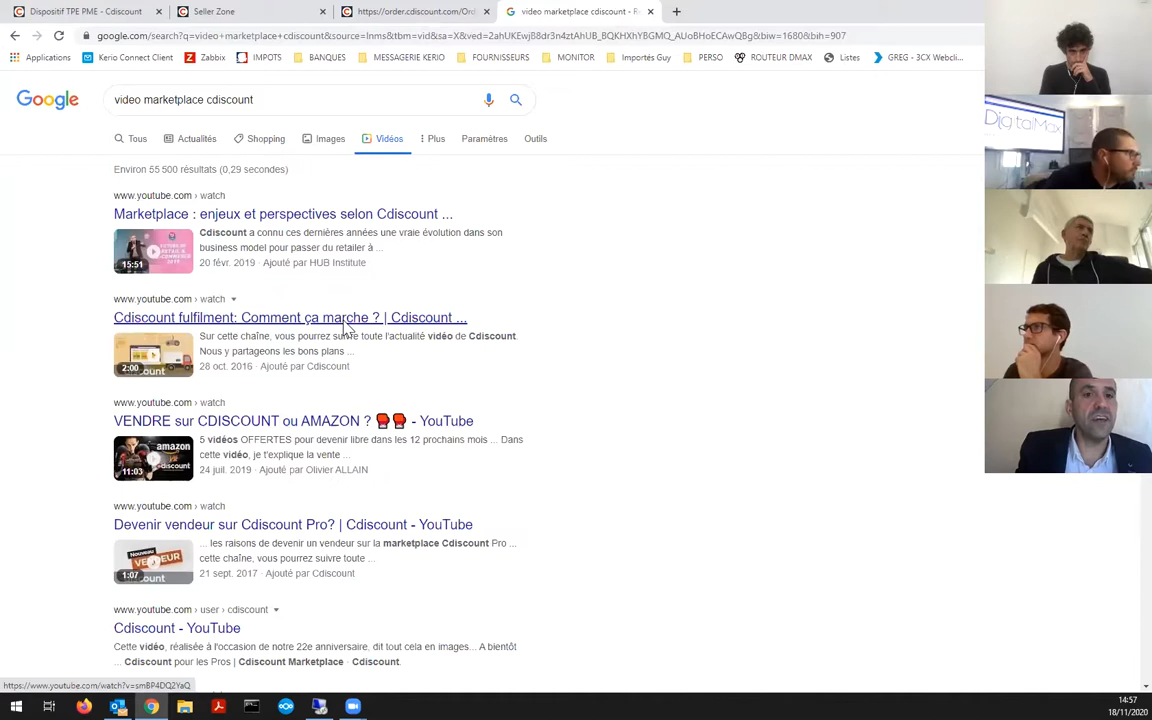 Dispositif TPE PME - Cdiscount
Seller Zone
https://order.cdiscount.com/Ord
video marketplace cdiscount - Re
google.com/search?q=video+marketplace+cdiscount&source=lnms&tbm=vid&sa=X&ved=2ahUKEwjB8dr3n4ztAhUB_BQKHXhYBGMQ_AUoBHoECAwQBg&biw=1680&bih=907
Applications
Kerio Connect Client
Zabbix
IMPOTS
BANQUES
MESSAGERIE KERIO
FOURNISSEURS
MONITOR
Importés Guy
PERSO
ROUTEUR DMAX
Listes
GREG - 3CX Webcli...
Google
video marketplace cdiscount
Tous
Actualités
Shopping
Images
Vidéos
Plus
Paramètres
Outils
Environ 55 500 résultats (0,29 secondes)
www.youtube.com › watch
Marketplace : enjeux et perspectives selon Cdiscount ...
15:51
Cdiscount a connu ces dernières années une vraie évolution dans son
business model pour passer du retailer à ...
20 févr. 2019 · Ajouté par HUB Institute
www.youtube.com › watch
Cdiscount fulfilment: Comment ça marche ? | Cdiscount ...
2:00
Sur cette chaîne, vous pourrez suivre toute l'actualité vidéo de Cdiscount.
Nous y partageons les bons plans ...
28 oct. 2016 · Ajouté par Cdiscount
www.youtube.com › watch
VENDRE sur CDISCOUNT ou AMAZON ? 🥊🥊 - YouTube
amazon
11:03
5 vidéos OFFERTES pour devenir libre dans les 12 prochains mois ... Dans
cette vidéo, je t'explique la vente ...
24 juil. 2019 · Ajouté par Olivier ALLAIN
www.youtube.com › watch
Devenir vendeur sur Cdiscount Pro? | Cdiscount - YouTube
Nouveau
VENDEUR
1:07
... les raisons de devenir un vendeur sur la marketplace Cdiscount Pro ...
cette chaîne, vous pourrez suivre toute ...
21 sept. 2017 · Ajouté par Cdiscount
www.youtube.com › user › cdiscount
Cdiscount - YouTube
Cette vidéo, réalisée à l'occasion de notre 22e anniversaire, dit tout cela en images... A bientôt
... Cdiscount pour les Pros | Cdiscount Marketplace · Cdiscount.
https://www.youtube.com/watch?v=smBP4DQ2YaQ
DigitalMax
14:57
18/11/2020